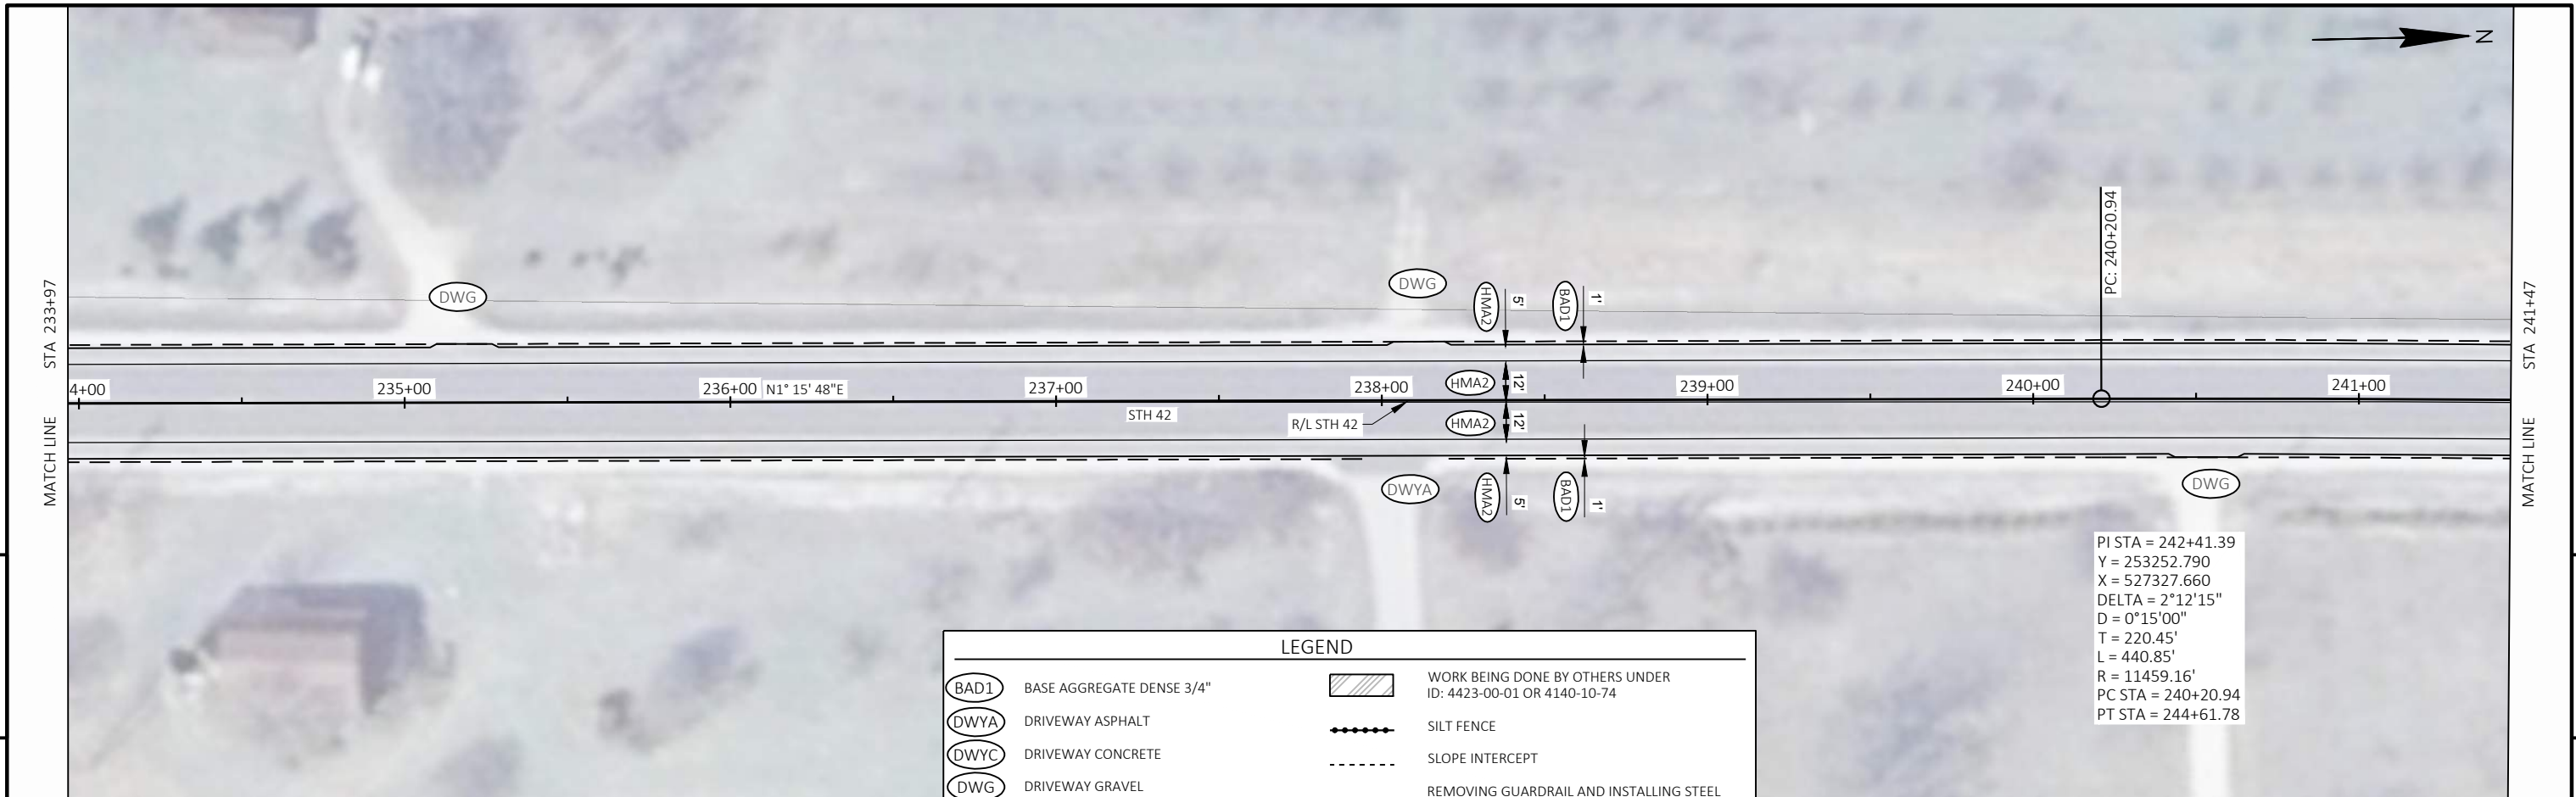 N
PC: 240+20.94
STA 233+97
MATCH LINE
STA 241+47
MATCH LINE
DWG
DWG
HMA2
5'
BAD1
1'
4+00
235+00
236+00
N1° 15' 48"E
237+00
238+00
HMA2
12'
239+00
240+00
241+00
STH 42
R/L STH 42
HMA2
12'
DWYA
HMA2
5'
BAD1
1'
DWG
PI STA = 242+41.39
Y = 253252.790
X = 527327.660
DELTA = 2°12'15"
D = 0°15'00"
T = 220.45'
L = 440.85'
R = 11459.16'
PC STA = 240+20.94
PT STA = 244+61.78
LEGEND
BAD1 BASE AGGREGATE DENSE 3/4"
DWYA DRIVEWAY ASPHALT
DWYC DRIVEWAY CONCRETE
DWG DRIVEWAY GRAVEL
WORK BEING DONE BY OTHERS UNDER
ID: 4423-00-01 OR 4140-10-74
SILT FENCE
SLOPE INTERCEPT
REMOVING GUARDRAIL AND INSTALLING STEEL